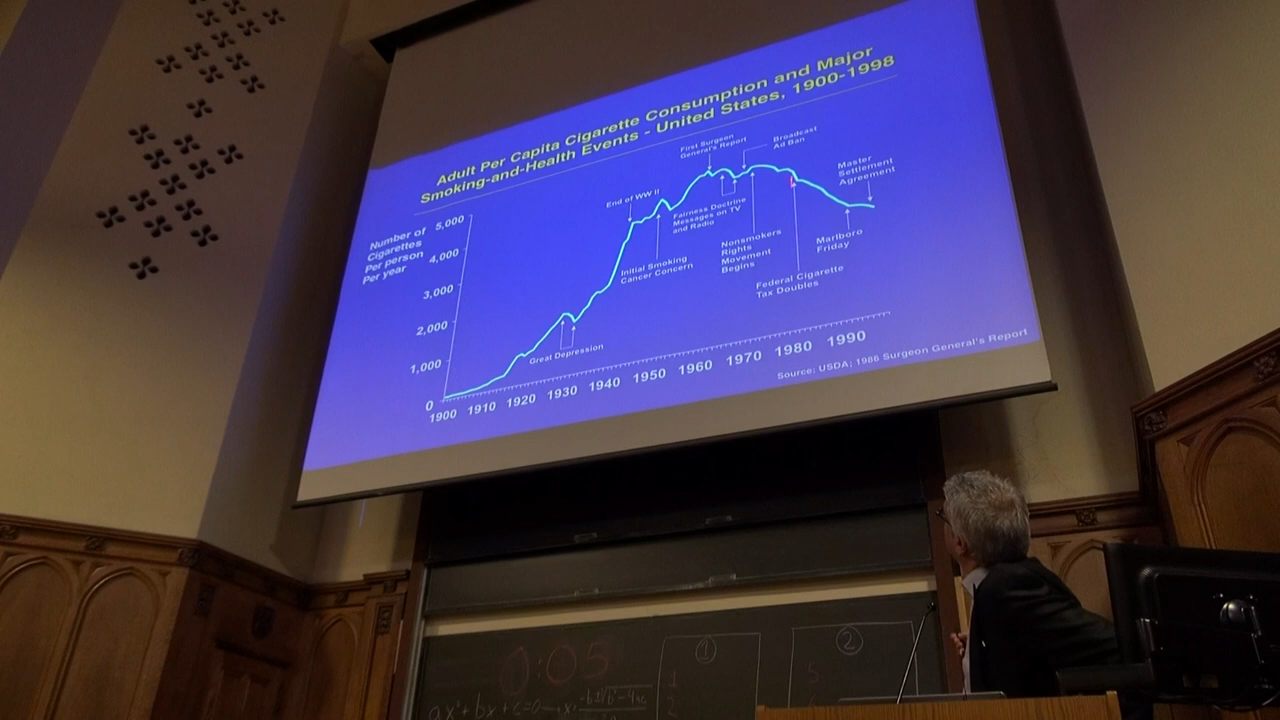 Adult Per Capita Cigarette Consumption and Major
Smoking-and-Health Events - United States, 1900-1998
Number of
Cigarettes
Per person
Per year
5,000
4,000
3,000
2,000
1,000
0
First Surgeon
General's Report
Broadcast
Ad Ban
Master
Settlement
Agreement
End of WW II
Fairness Doctrine
Messages on TV
and Radio
Initial Smoking
Cancer Concern
Nonsmokers
Rights
Movement
Begins
Marlboro
Friday
Federal Cigarette
Tax Doubles
Great Depression
1900 1910 1920 1930 1940 1950 1960 1970 1980 1990
Source: USDA; 1986 Surgeon General's Report
1:05
1
2
1
2
5